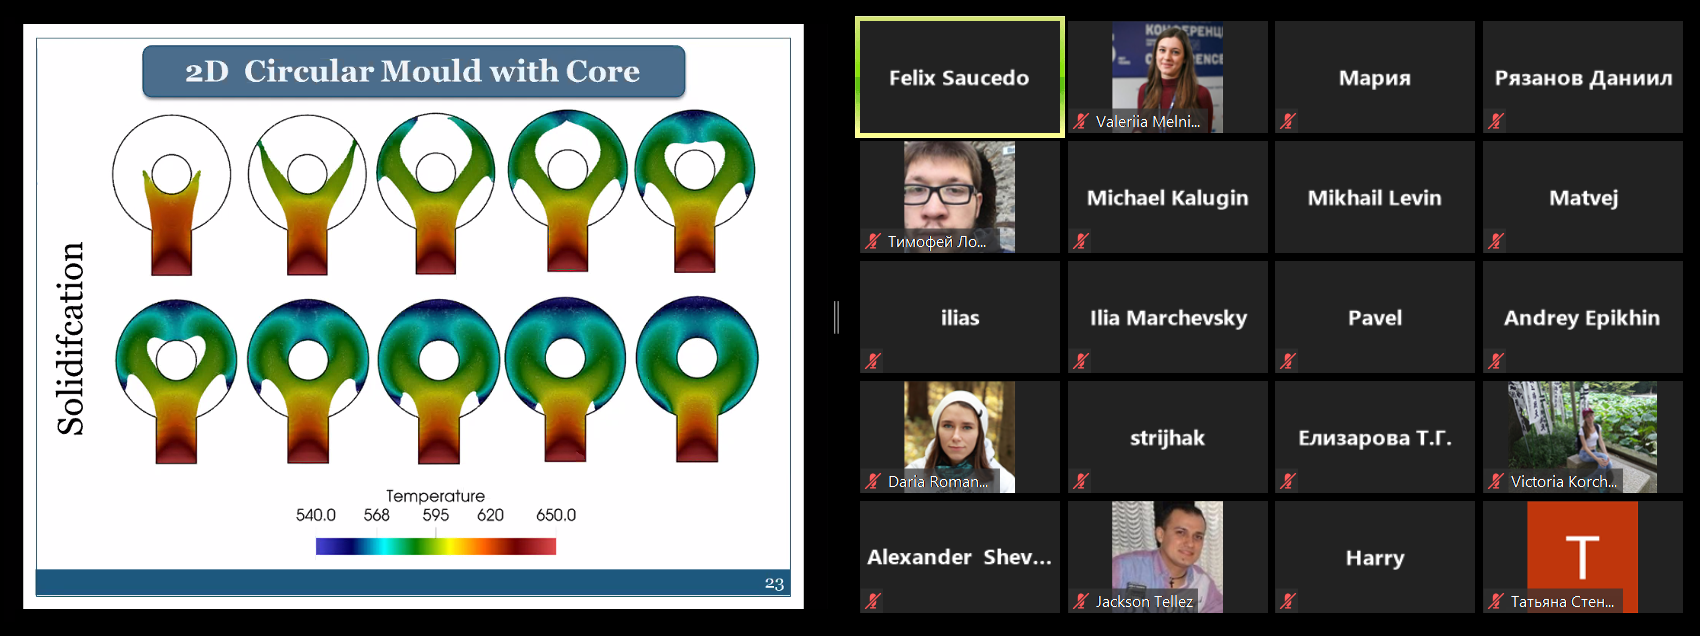 2D Circular Mould with Core
Solidifcation
Temperature
540.0 568 595 620 650.0
23
Felix Saucedo
КОНФЕРЕНЦ
CONFERENCE
Valeriia Melni...
Мария
Рязанов Даниил
Тимофей Ло...
Michael Kalugin
Mikhail Levin
Matvej
ilias
Ilia Marchevsky
Pavel
Andrey Epikhin
Daria Roman...
strijhak
Елизарова Т.Г.
Victoria Korch...
Alexander Shev...
Jackson Tellez
Harry
T
Татьяна Стен...